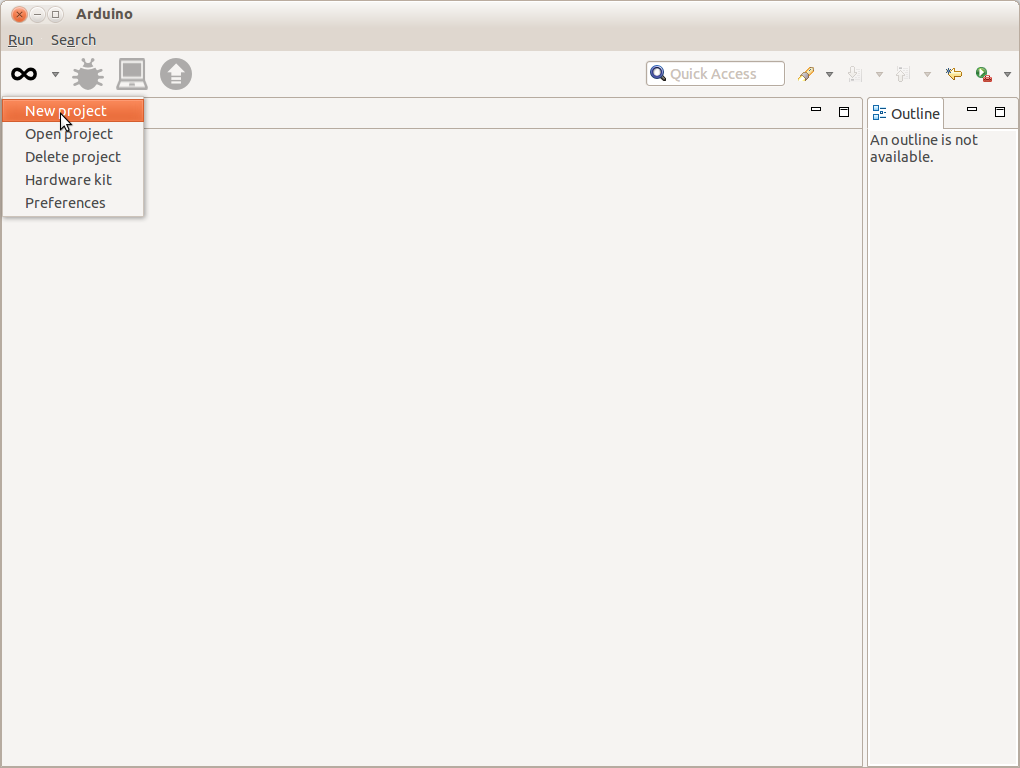 Arduino
Run Search
Quick Access
New project
Open project
Delete project
Hardware kit
Preferences
Outline
An outline is not
available.